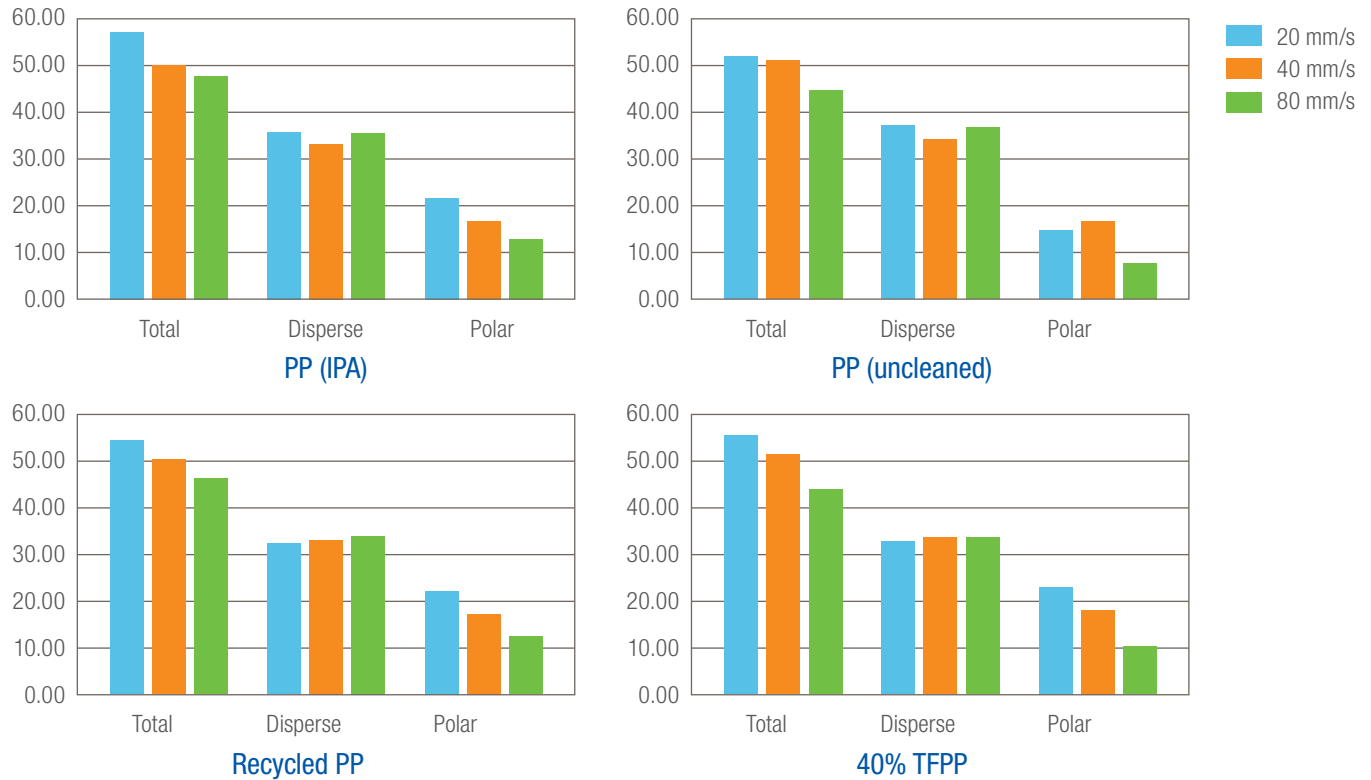 60.00
50.00
40.00
30.00
20.00
10.00
0.00
Total Disperse Polar
PP (IPA)
60.00
50.00
40.00
30.00
20.00
10.00
0.00
Total Disperse Polar
PP (uncleaned)
20 mm/s
40 mm/s
80 mm/s
60.00
50.00
40.00
30.00
20.00
10.00
0.00
Total Disperse Polar
Recycled PP
60.00
50.00
40.00
30.00
20.00
10.00
0.00
Total Disperse Polar
40% TFPP